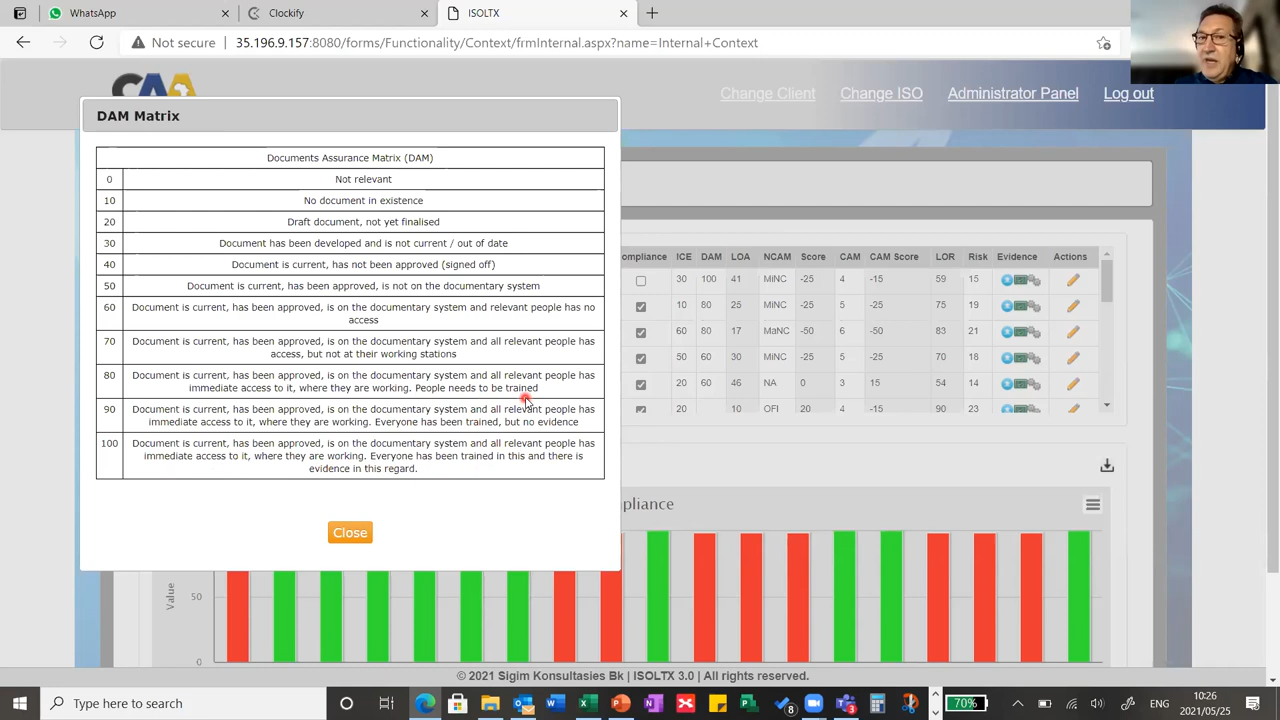 WhatsApp
Clockify
ISOLTX
Not secure
35.196.9.157:8080/forms/Functionality/Context/frmInternal.aspx?name=Internal+Context
CAA
Change Client
Change ISO
Administrator Panel
Log out
DAM Matrix
Documents Assurance Matrix (DAM)
0 Not relevant
10 No document in existence
20 Draft document, not yet finalised
30 Document has been developed and is not current / out of date
40 Document is current, has not been approved (signed off)
50 Document is current, has been approved, is not on the documentary system
60 Document is current, has been approved, is on the documentary system and relevant people has no
access
70 Document is current, has been approved, is on the documentary system and all relevant people has
access, but not at their working stations
80 Document is current, has been approved, is on the documentary system and all relevant people has
immediate access to it, where they are working. People needs to be trained
90 Document is current, has been approved, is on the documentary system and all relevant people has
immediate access to it, where they are working. Everyone has been trained, but no evidence
100 Document is current, has been approved, is on the documentary system and all relevant people has
immediate access to it, where they are working. Everyone has been trained in this and there is
evidence in this regard.
Close
ompliance ICE DAM LOA NCAM Score CAM CAM Score LOR Risk Evidence Actions
30 100 41 MiNC -25 4 -15 59 15
10 80 25 MiNC -25 5 -25 75 19
60 80 17 MaNC -50 6 -50 83 21
50 60 30 MiNC -25 5 -25 70 18
20 60 46 NA 0 3 15 54 14
20 10 OFI 20 4 -15 90 23
pliance
Value
50
0
© 2021 Sigim Konsultasies Bk | ISOLTX 3.0 | All rights reserved.
Type here to search
8
70%
ENG
10:26
2021/05/25